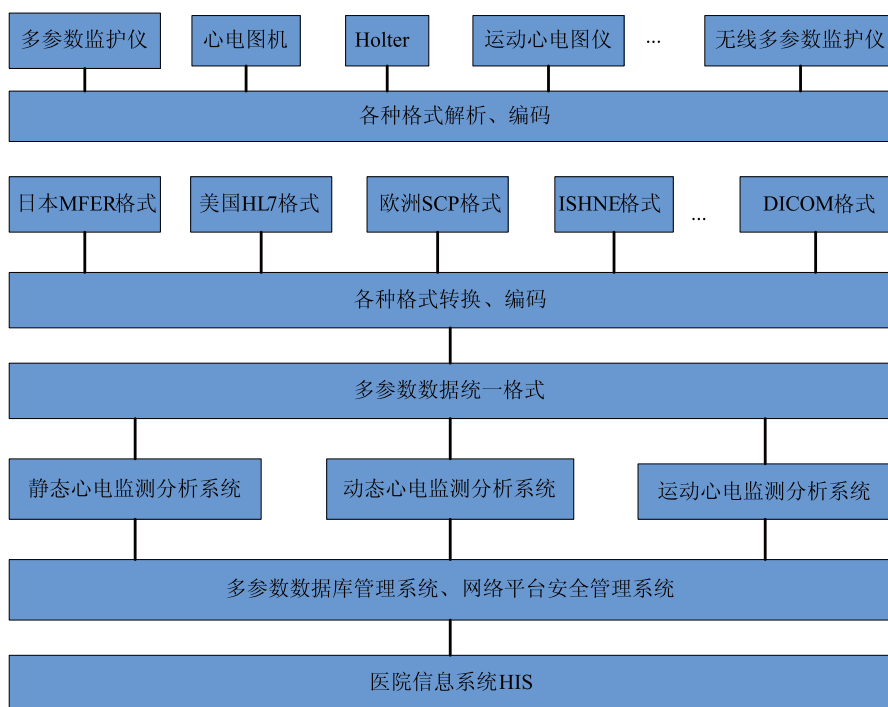 多参数监护仪
心电图机
Holter
运动心电图仪
...
无线多参数监护仪
各种格式解析、编码
日本MFER格式
美国HL7格式
欧洲SCP格式
ISHNE格式
...
DICOM格式
各种格式转换、编码
多参数数据统一格式
静态心电监测分析系统
动态心电监测分析系统
运动心电监测分析系统
多参数数据库管理系统、网络平台安全管理系统
医院信息系统HIS